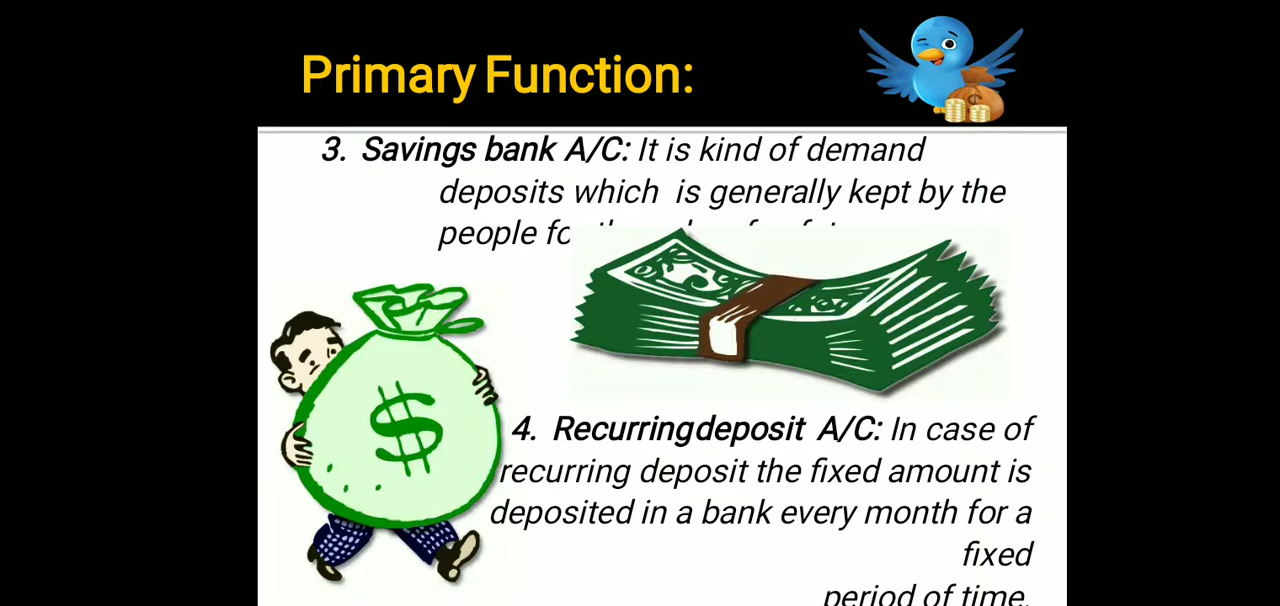 Primary Function:
3. Savings bank A/C: It is kind of demand
deposits which is generally kept by the
people
4. Recurringdeposit A/C: In case of
recurring deposit the fixed amount is
deposited in a bank every month for a
fixed
period of time.